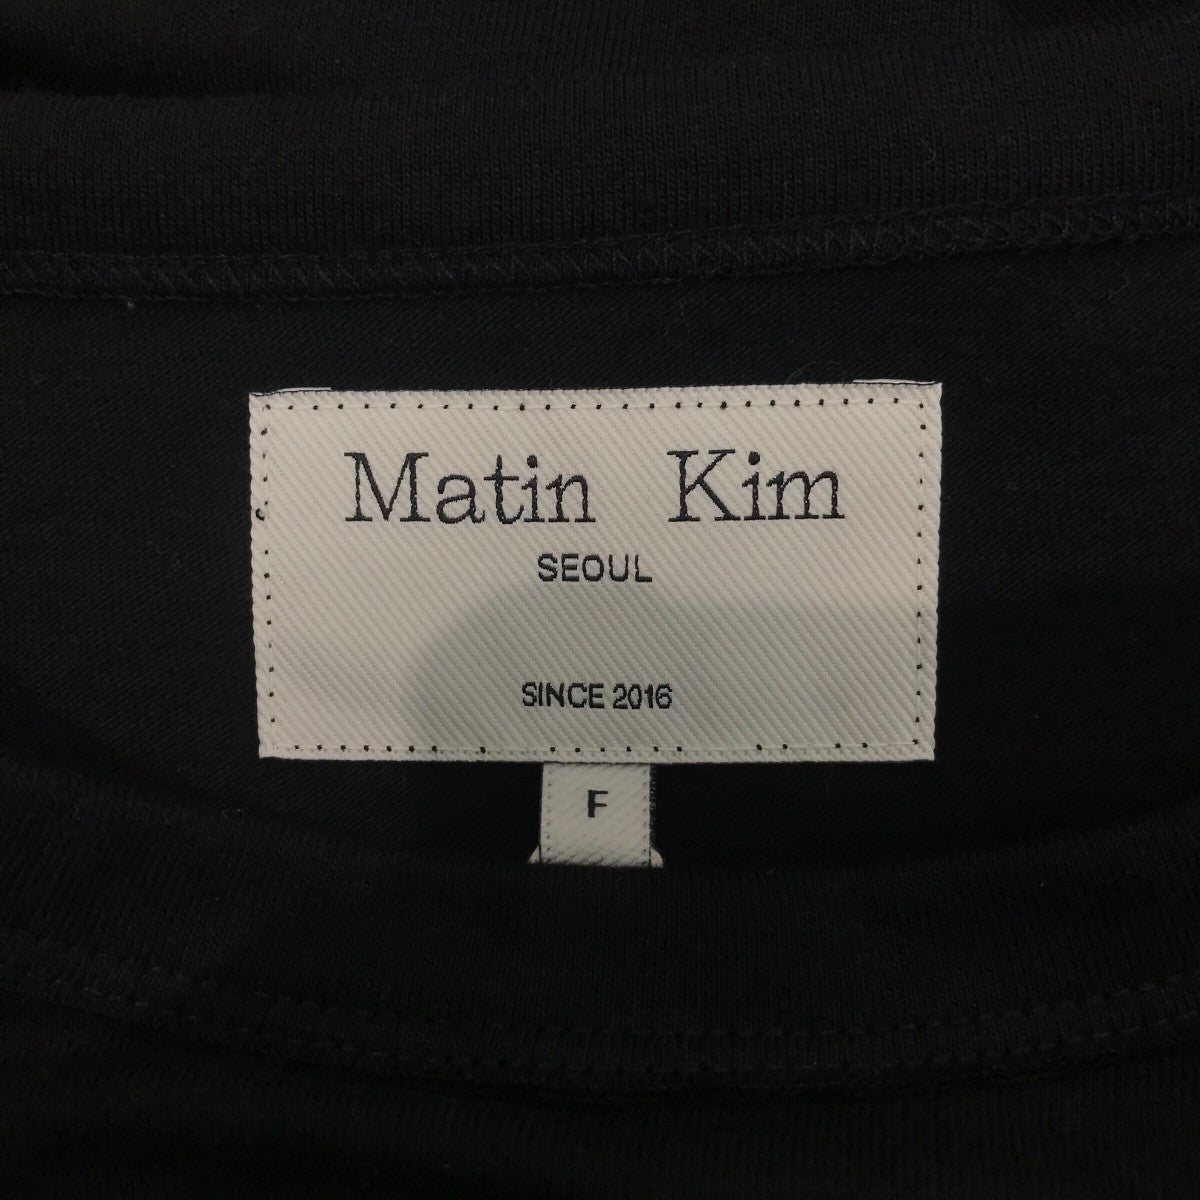 Matin Kim
SEOUL
SINCE 2016
F